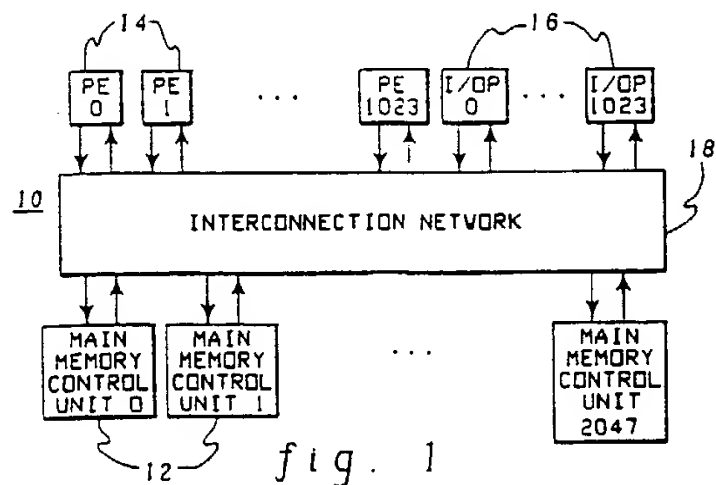 14
16
PE 0
PE 1
. . .
PE 1023
I/OP 0
. . .
I/OP 1023
18
10
INTERCONNECTION NETWORK
MAIN MEMORY CONTROL UNIT 0
MAIN MEMORY CONTROL UNIT 1
. . .
MAIN MEMORY CONTROL UNIT 2047
12
fig. 1